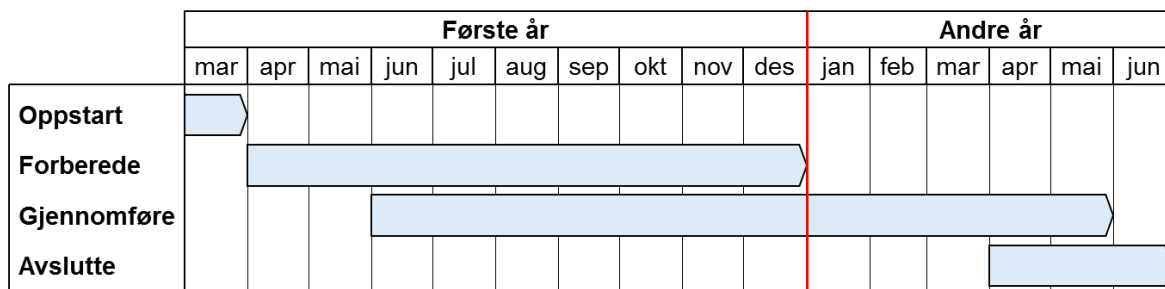 Første år Andre år
mar apr mai jun jul aug sep okt nov des jan feb mar apr mai jun
Oppstart
Forberede
Gjennomføre
Avslutte